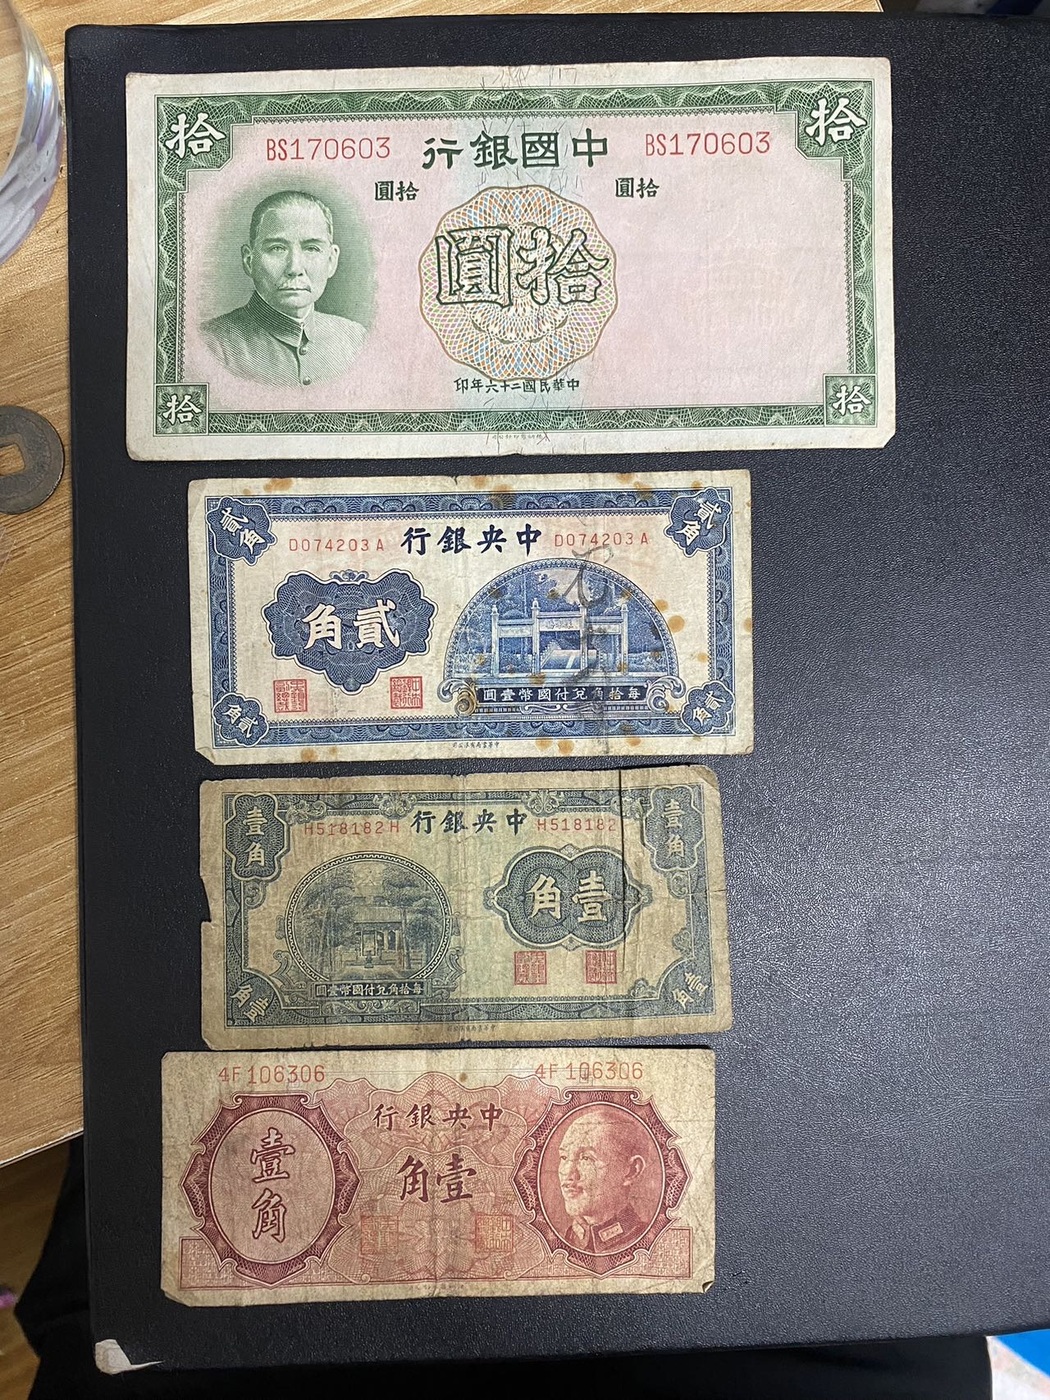 拾
BS170603
中國銀行
BS170603
拾
拾圓
拾圓
拾圓
中華民國二十六年印
拾
拾
貳角
D074203A
中央銀行
D074203A
貳角
貳角
每拾角兌付國幣壹圓
貳角
貳角
壹角
H518182H
中央銀行
H518182
壹角
壹角
每拾角兌付國幣壹圓
壹角
壹角
4F106306
4F106306
中央銀行
壹角
壹角